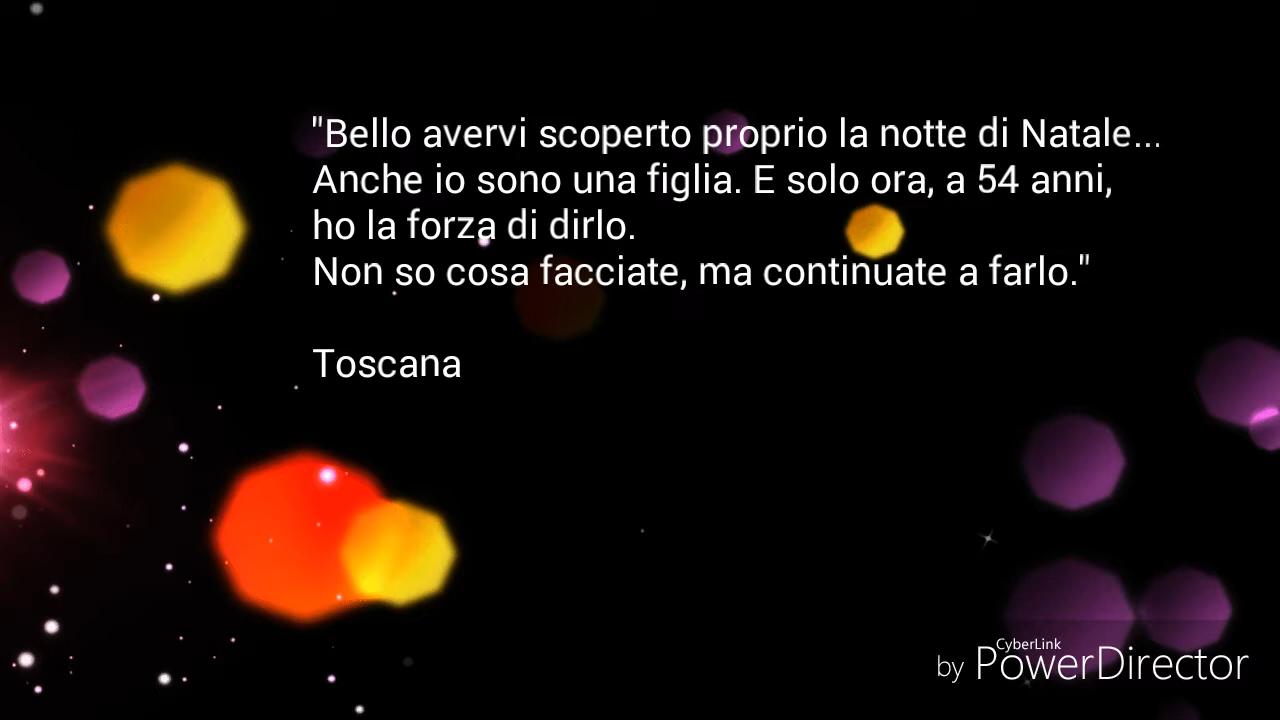 "Bello avervi scoperto proprio la notte di Natale...
Anche io sono una figlia. E solo ora, a 54 anni,
ho la forza di dirlo.
Non so cosa facciate, ma continuate a farlo."
Toscana
CyberLink
by PowerDirector